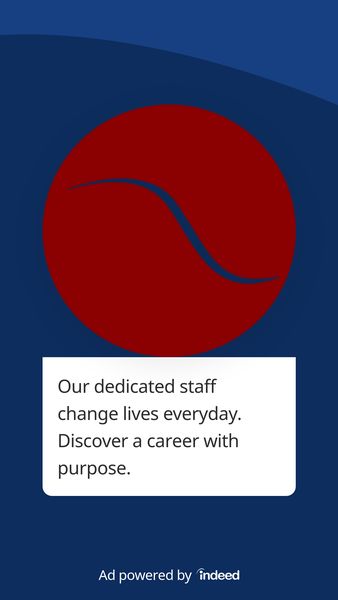 Our dedicated staff
change lives everyday.
Discover a career with
purpose.
Ad powered by indeed